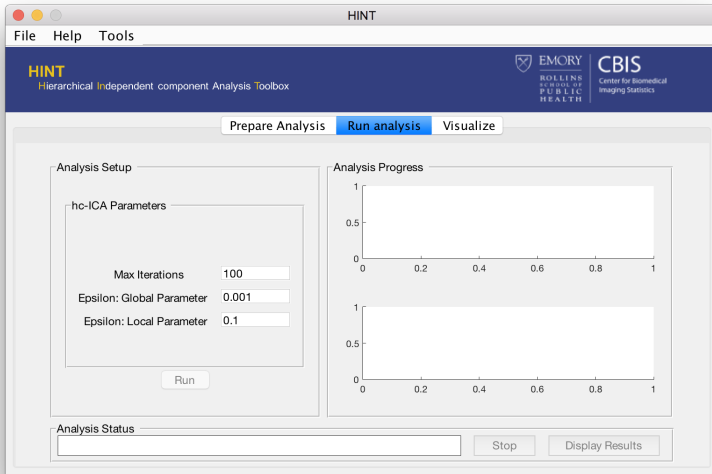 HINT
File Help Tools
HINT
Hierarchical Independent component Analysis Toolbox
EMORY
ROLLINS
SCHOOL OF
PUBLIC
HEALTH
CBIS
Center for Biomedical
Imaging Statistics
Prepare Analysis Run analysis Visualize
Analysis Setup
hc-ICA Parameters
Max Iterations 100
Epsilon: Global Parameter 0.001
Epsilon: Local Parameter 0.1
Run
Analysis Progress
1
0.5
0
0 0.2 0.4 0.6 0.8 1
1
0.5
0
0 0.2 0.4 0.6 0.8 1
Analysis Status
Stop Display Results